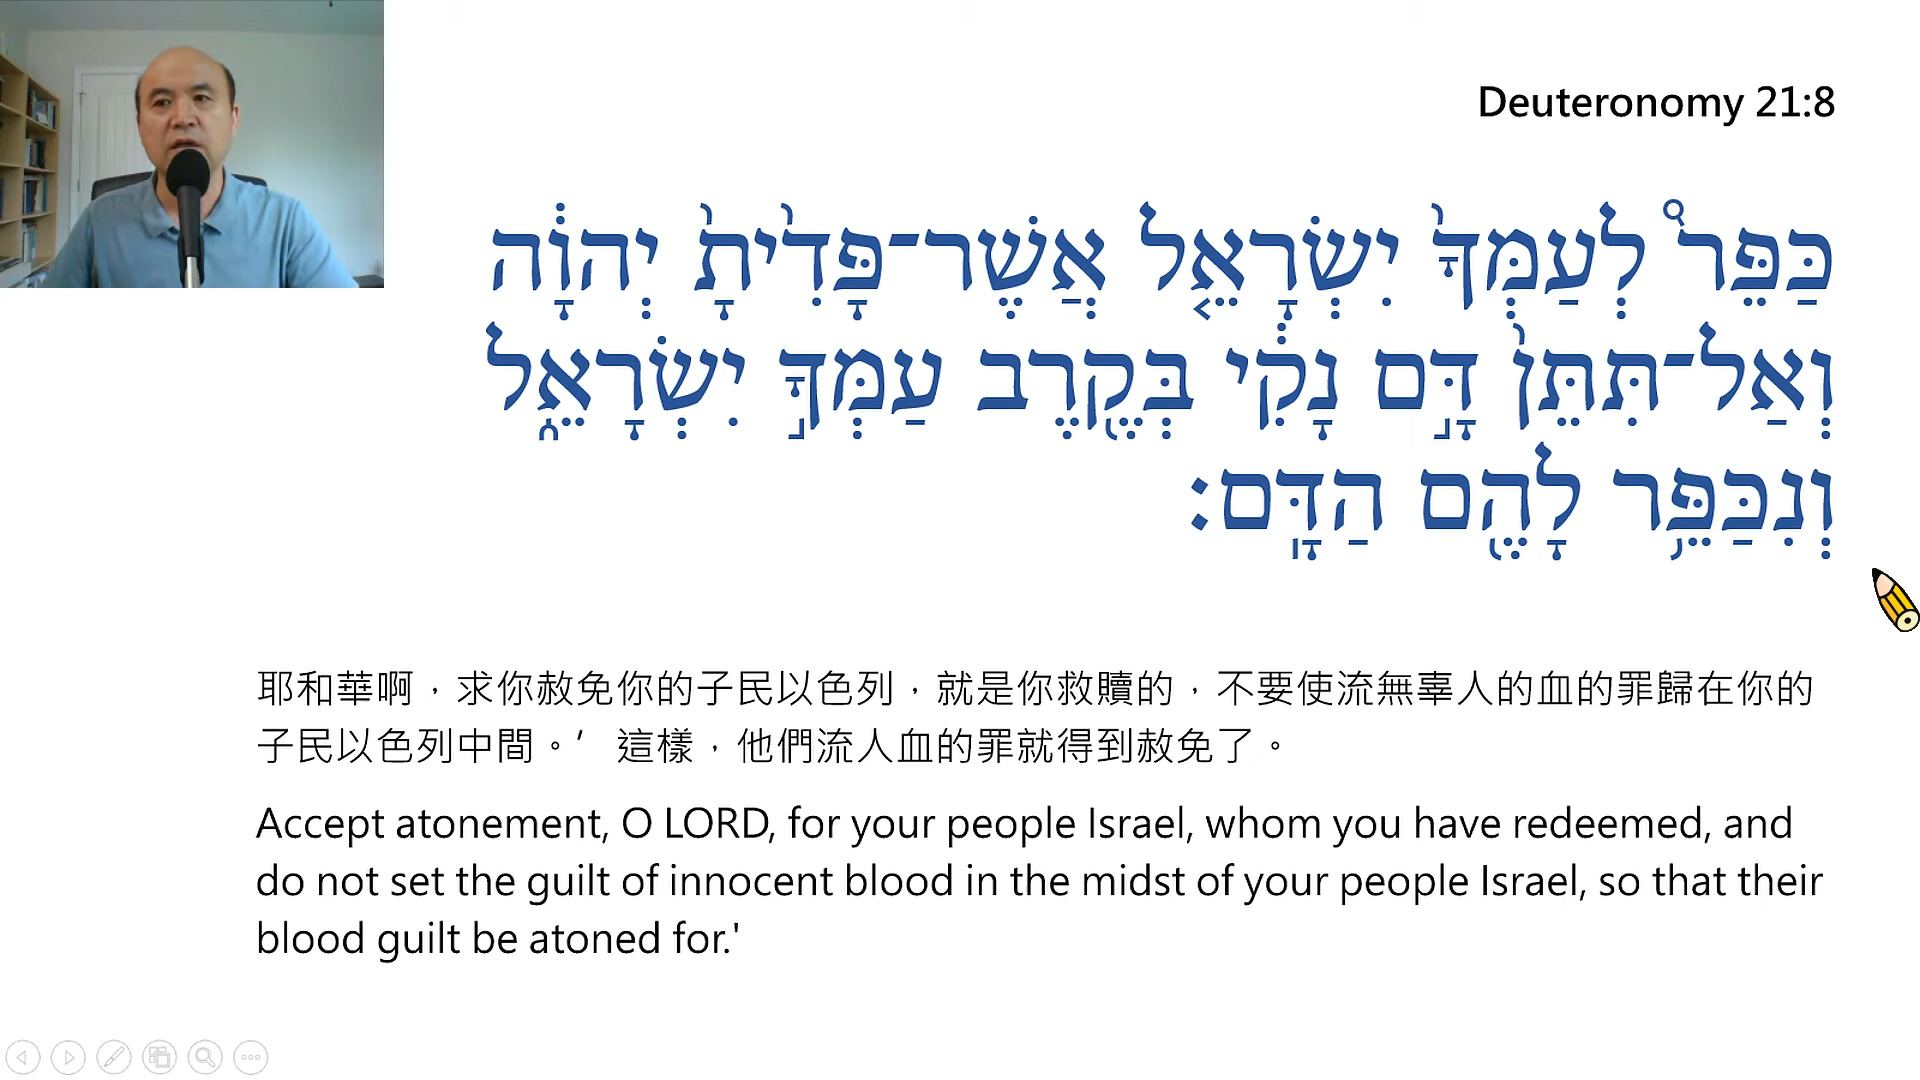 Deuteronomy 21:8
כַּפֵּר֩ לְעַמְּךָ֙ יִשְׂרָאֵ֤ל אֲשֶׁר־פָּדִ֙יתָ֙ יְהוָ֔ה
וְאַל־תִּתֵּן֙ דָּ֣ם נָקִ֔י בְּקֶ֖רֶב עַמְּךָ֣ יִשְׂרָאֵ֑ל
וְנִכַּפֵּ֥ר לָהֶ֖ם הַדָּֽם׃
耶和華啊，求你赦免你的子民以色列，就是你救贖的，不要使流無辜人的血的罪歸在你的
子民以色列中間。’ 這樣，他們流人血的罪就得到赦免了。
Accept atonement, O LORD, for your people Israel, whom you have redeemed, and
do not set the guilt of innocent blood in the midst of your people Israel, so that their
blood guilt be atoned for.'